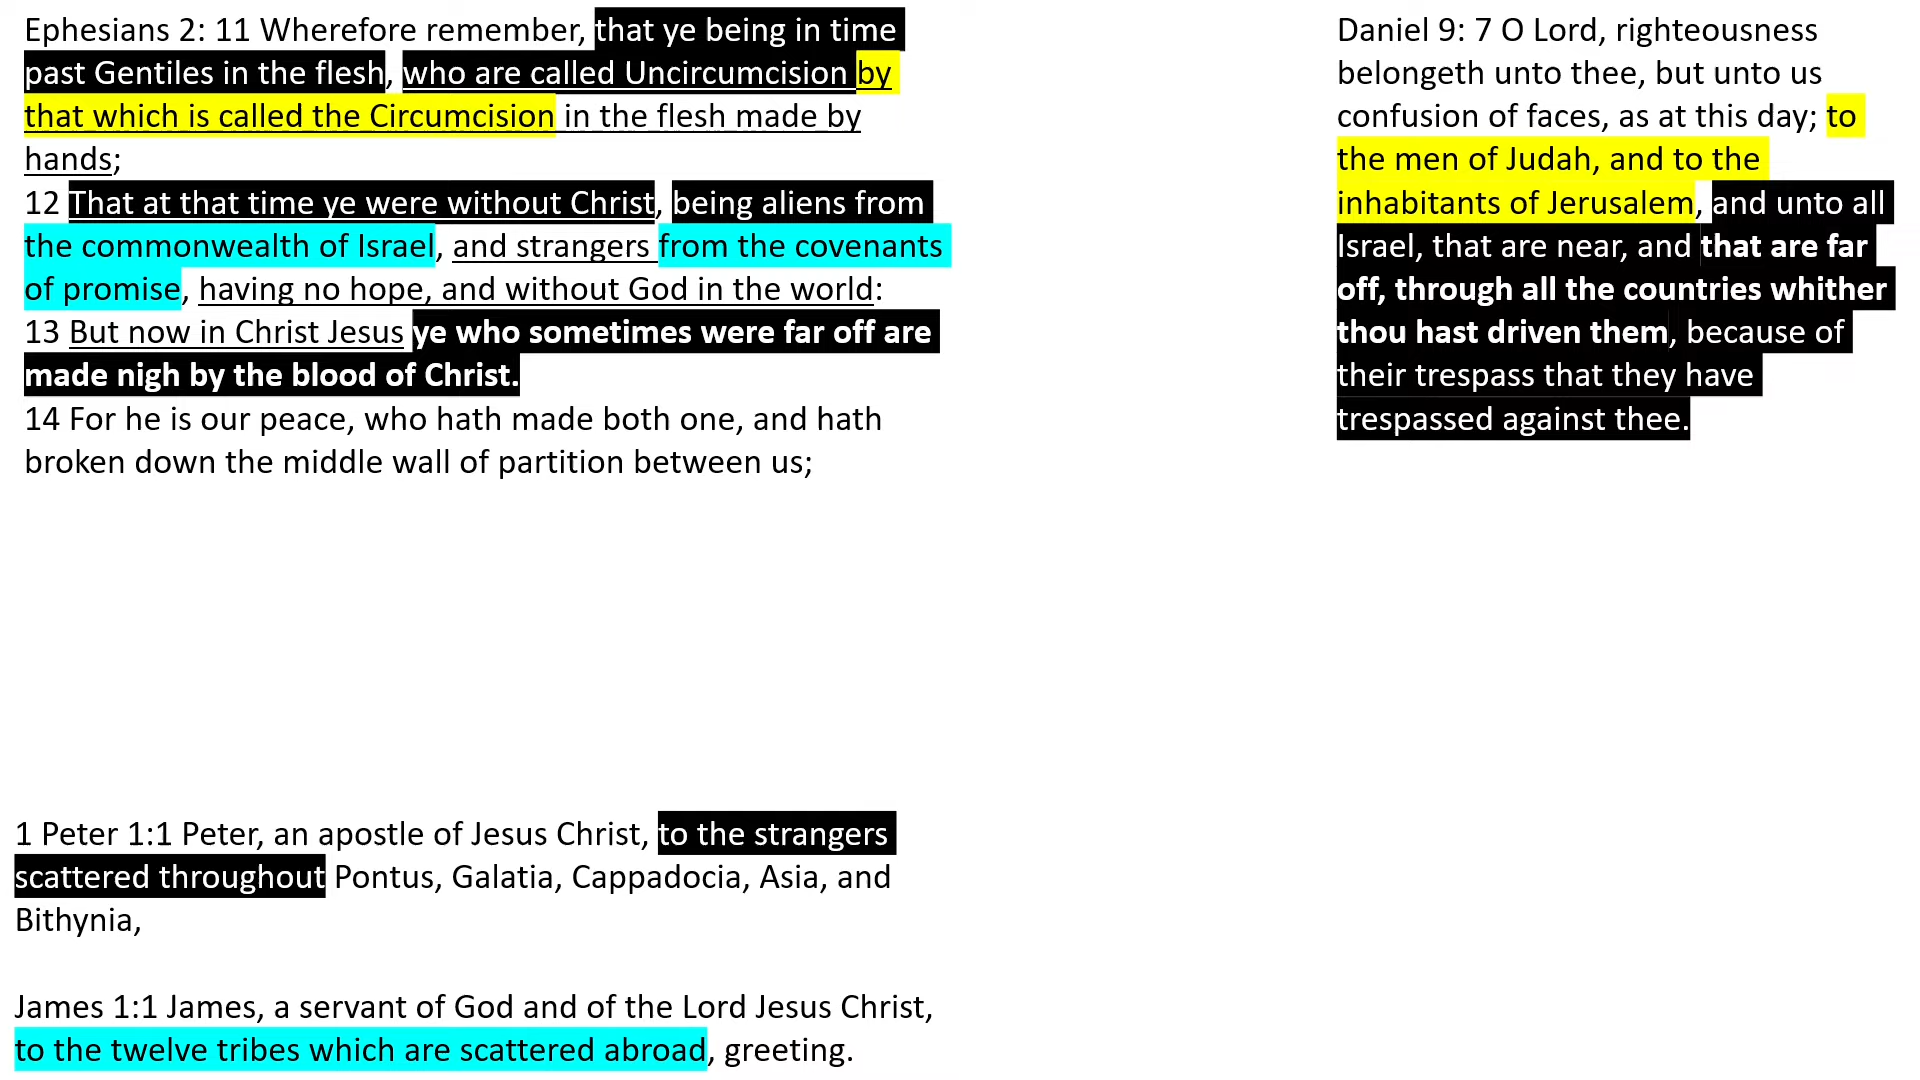 Ephesians 2: 11 Wherefore remember, that ye being in time
past Gentiles in the flesh, who are called Uncircumcision by
that which is called the Circumcision in the flesh made by
hands;
12 That at that time ye were without Christ, being aliens from
the commonwealth of Israel, and strangers from the covenants
of promise, having no hope, and without God in the world:
13 But now in Christ Jesus ye who sometimes were far off are
made nigh by the blood of Christ.
14 For he is our peace, who hath made both one, and hath
broken down the middle wall of partition between us;
Daniel 9: 7 O Lord, righteousness
belongeth unto thee, but unto us
confusion of faces, as at this day; to
the men of Judah, and to the
inhabitants of Jerusalem, and unto all
Israel, that are near, and that are far
off, through all the countries whither
thou hast driven them, because of
their trespass that they have
trespassed against thee.
1 Peter 1:1 Peter, an apostle of Jesus Christ, to the strangers
scattered throughout Pontus, Galatia, Cappadocia, Asia, and
Bithynia,
James 1:1 James, a servant of God and of the Lord Jesus Christ,
to the twelve tribes which are scattered abroad, greeting.